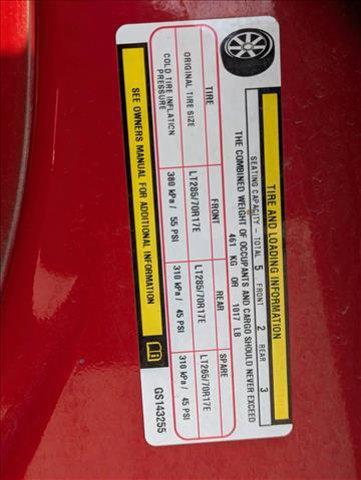 TIRE AND LOADING INFORMATION
SEATING CAPACITY – TOTAL 5 FRONT 2 REAR 3
THE COMBINED WEIGHT OF OCCUPANTS AND CARGO SHOULD NEVER EXCEED
461 KG OR 1017 LB
TIRE FRONT REAR SPARE
ORIGINAL TIRE SIZE LT285/70R17E LT285/70R17E LT265/70R17E
COLD TIRE INFLATION PRESSURE 380 kPa / 55 PSI 310 kPa / 45 PSI 310 kPa / 45 PSI
SEE OWNERS MANUAL FOR ADDITIONAL INFORMATION
GS143255